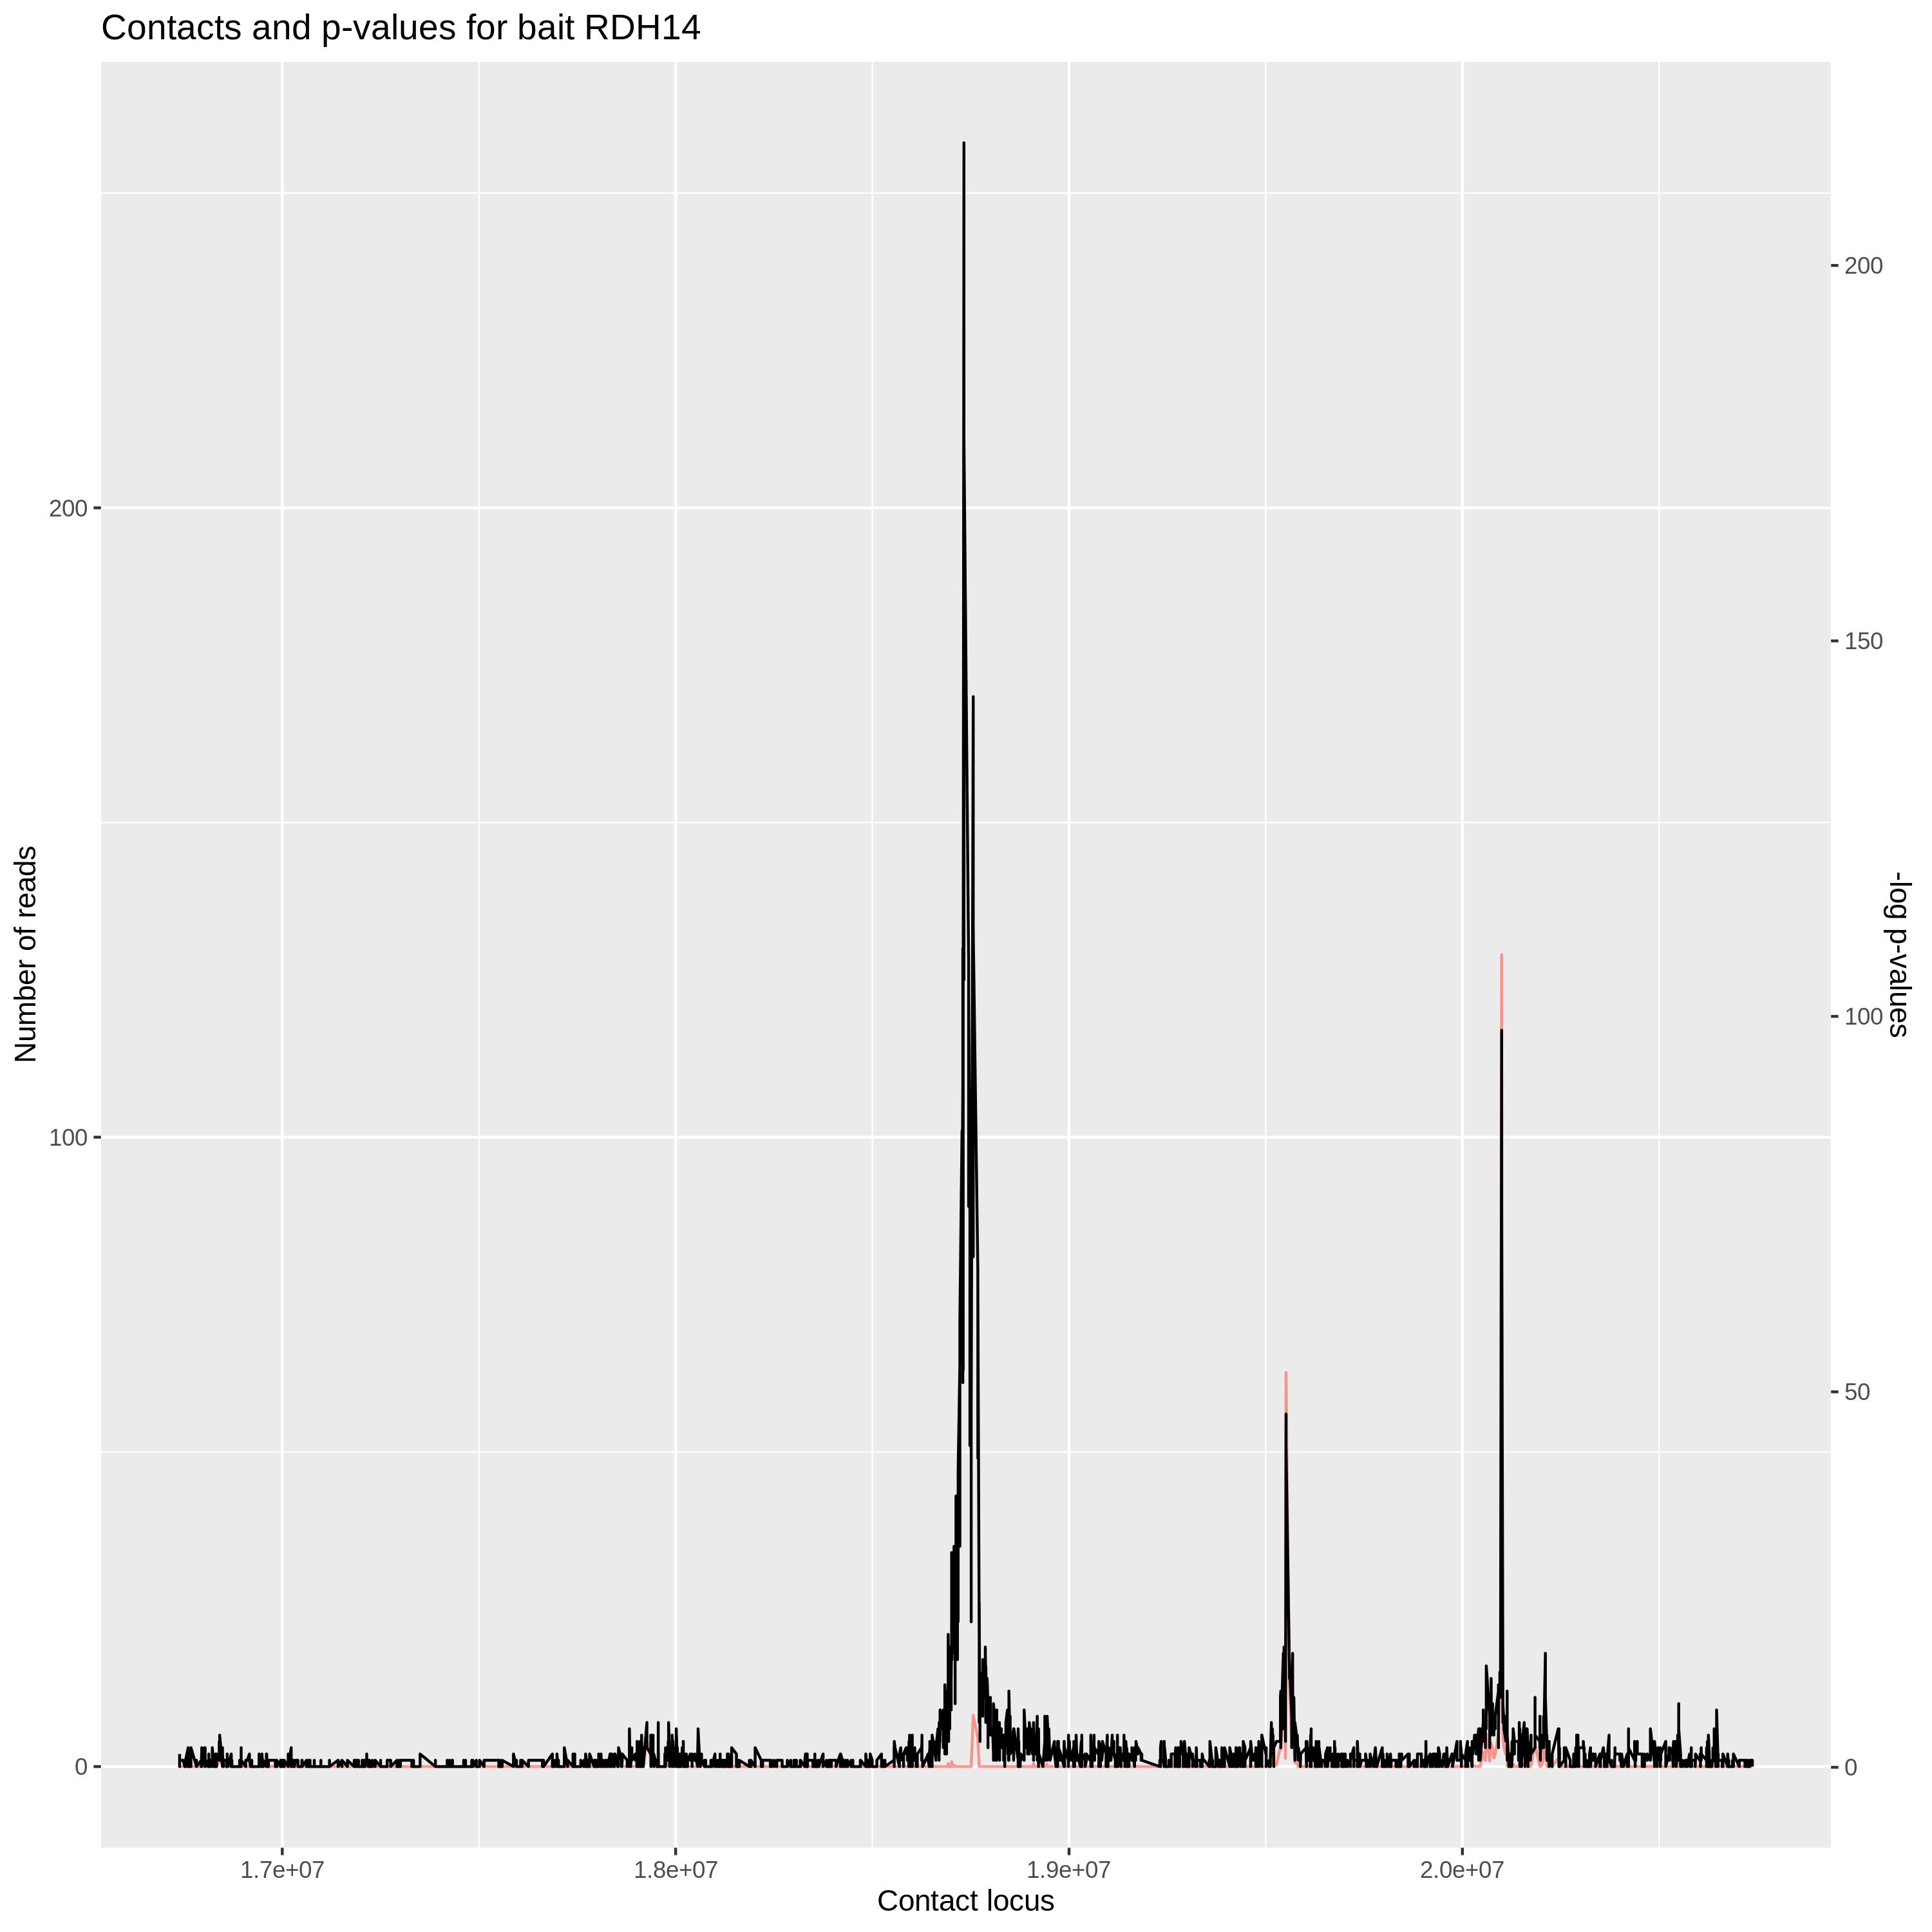 Contacts and p-values for bait RDH14
Number of reads
200
100
0
200
150
100
50
0
-log p-values
1.7e+07
1.8e+07
1.9e+07
2.0e+07
Contact locus